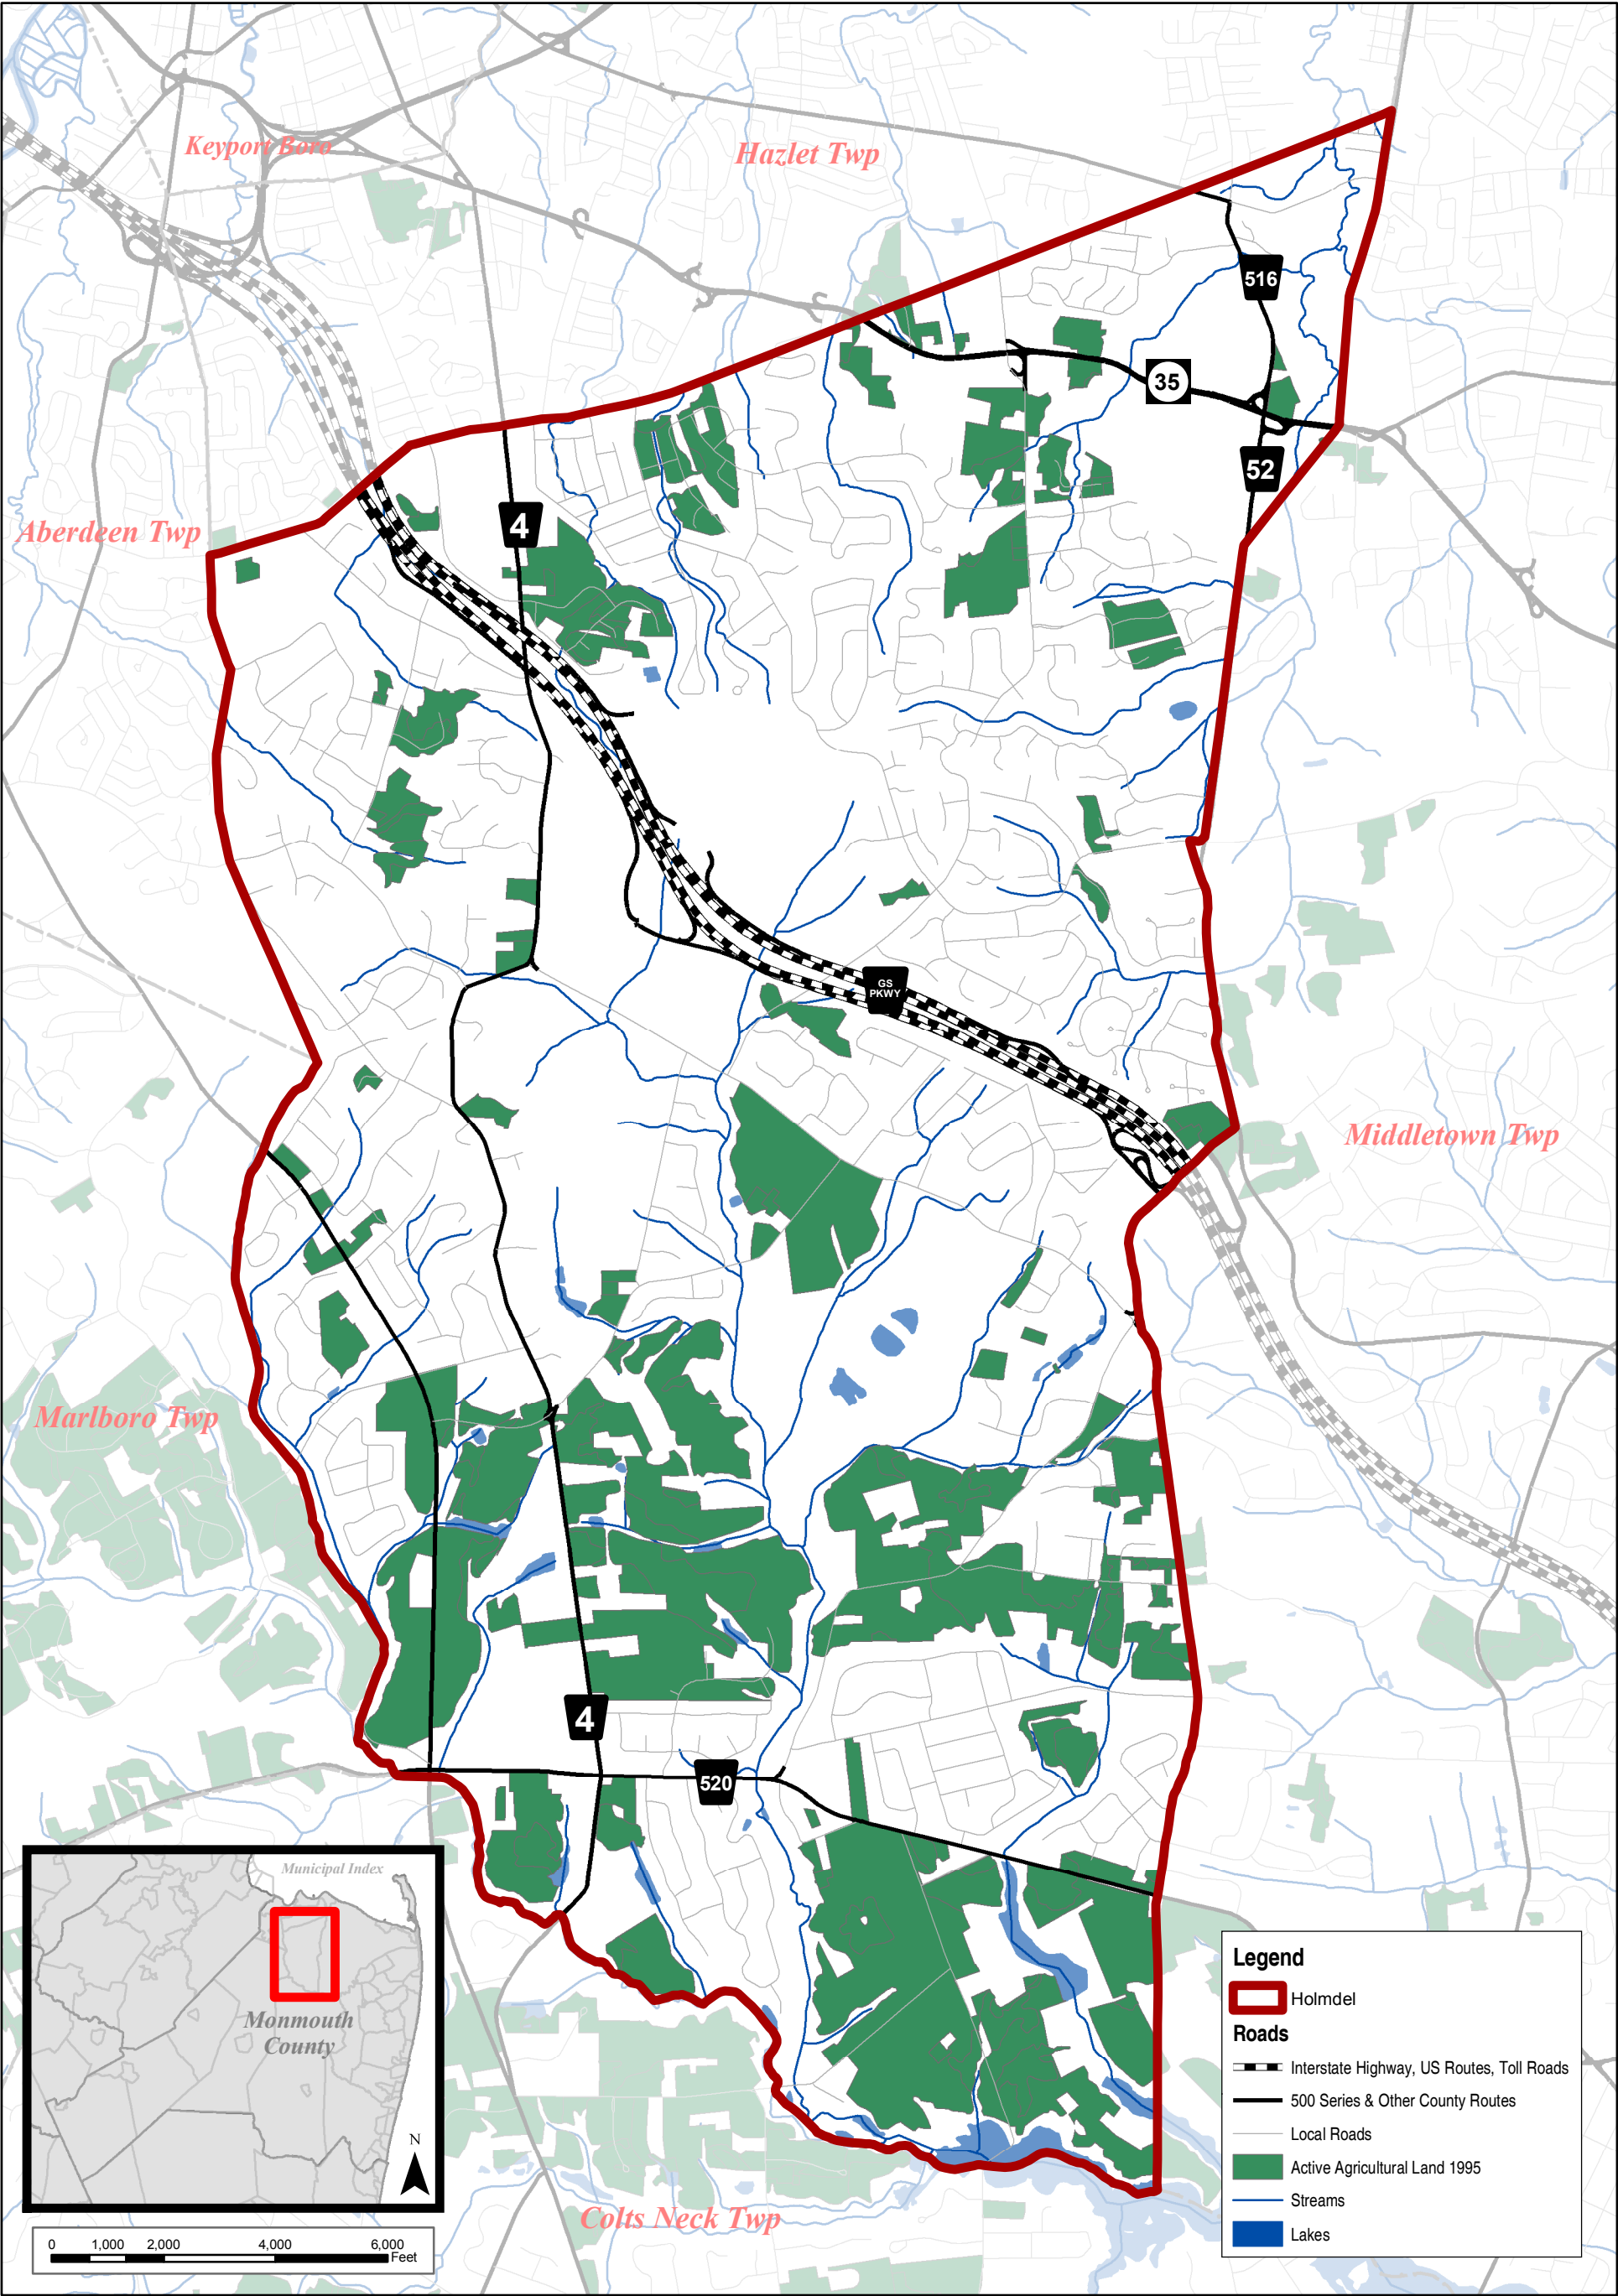 Keyport Boro
Hazlet Twp
516
35
52
Aberdeen Twp
4
GS
PKWY
Middletown Twp
Marlboro Twp
4
520
Municipal Index
Monmouth
County
N
0 1,000 2,000 4,000 6,000
Feet
Colts Neck Twp
Legend
Holmdel
Roads
Interstate Highway, US Routes, Toll Roads
500 Series & Other County Routes
Local Roads
Active Agricultural Land 1995
Streams
Lakes